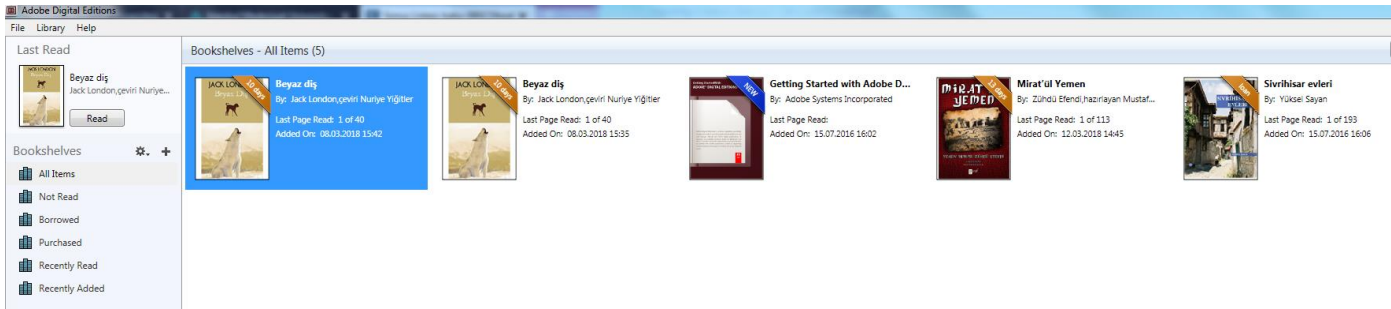 Adobe Digital Editions
File Library Help
Last Read
Beyaz diş
Jack London,çeviri Nuriye...
Read
Bookshelves
All Items
Not Read
Borrowed
Purchased
Recently Read
Recently Added
Bookshelves - All Items (5)
10 days
Beyaz diş
By: Jack London,çeviri Nuriye Yiğitler
Last Page Read: 1 of 40
Added On: 08.03.2018 15:42
10 days
Beyaz diş
By: Jack London,çeviri Nuriye Yiğitler
Last Page Read: 1 of 40
Added On: 08.03.2018 15:35
NEW
Getting Started with Adobe D...
By: Adobe Systems Incorporated
Last Page Read:
Added On: 15.07.2016 16:02
MİRAT
YEMEN
13 days
Mirat'ül Yemen
By: Zühdü Efendi,hazırlayan Mustaf...
Last Page Read: 1 of 113
Added On: 12.03.2018 14:45
loan
Sivrihisar evleri
By: Yüksel Sayan
Last Page Read: 1 of 193
Added On: 15.07.2016 16:06